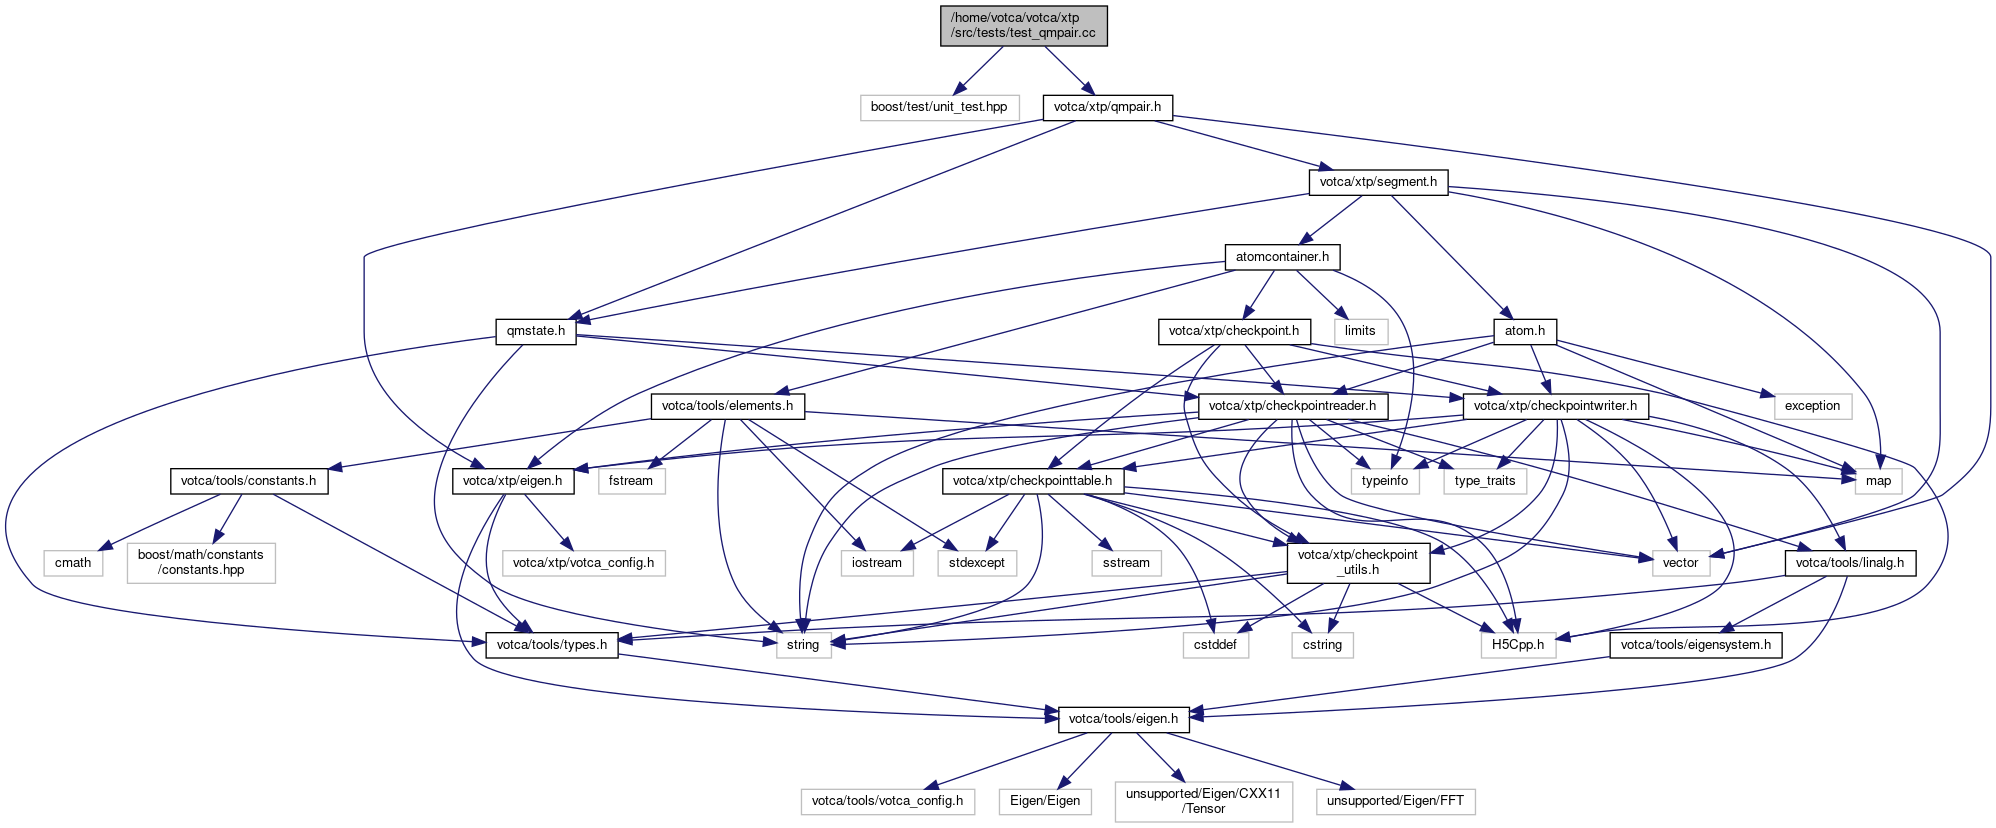 /home/votca/votca/xtp
/src/tests/test_qmpair.cc
boost/test/unit_test.hpp
votca/xtp/qmpair.h
votca/xtp/segment.h
atomcontainer.h
qmstate.h
votca/xtp/checkpoint.h
limits
atom.h
votca/tools/elements.h
votca/xtp/checkpointreader.h
votca/xtp/checkpointwriter.h
exception
votca/tools/constants.h
votca/xtp/eigen.h
fstream
votca/xtp/checkpointtable.h
typeinfo
type_traits
map
cmath
boost/math/constants
/constants.hpp
votca/xtp/votca_config.h
iostream
stdexcept
sstream
votca/xtp/checkpoint
_utils.h
vector
votca/tools/linalg.h
votca/tools/types.h
string
cstddef
cstring
H5Cpp.h
votca/tools/eigensystem.h
votca/tools/eigen.h
votca/tools/votca_config.h
Eigen/Eigen
unsupported/Eigen/CXX11
/Tensor
unsupported/Eigen/FFT